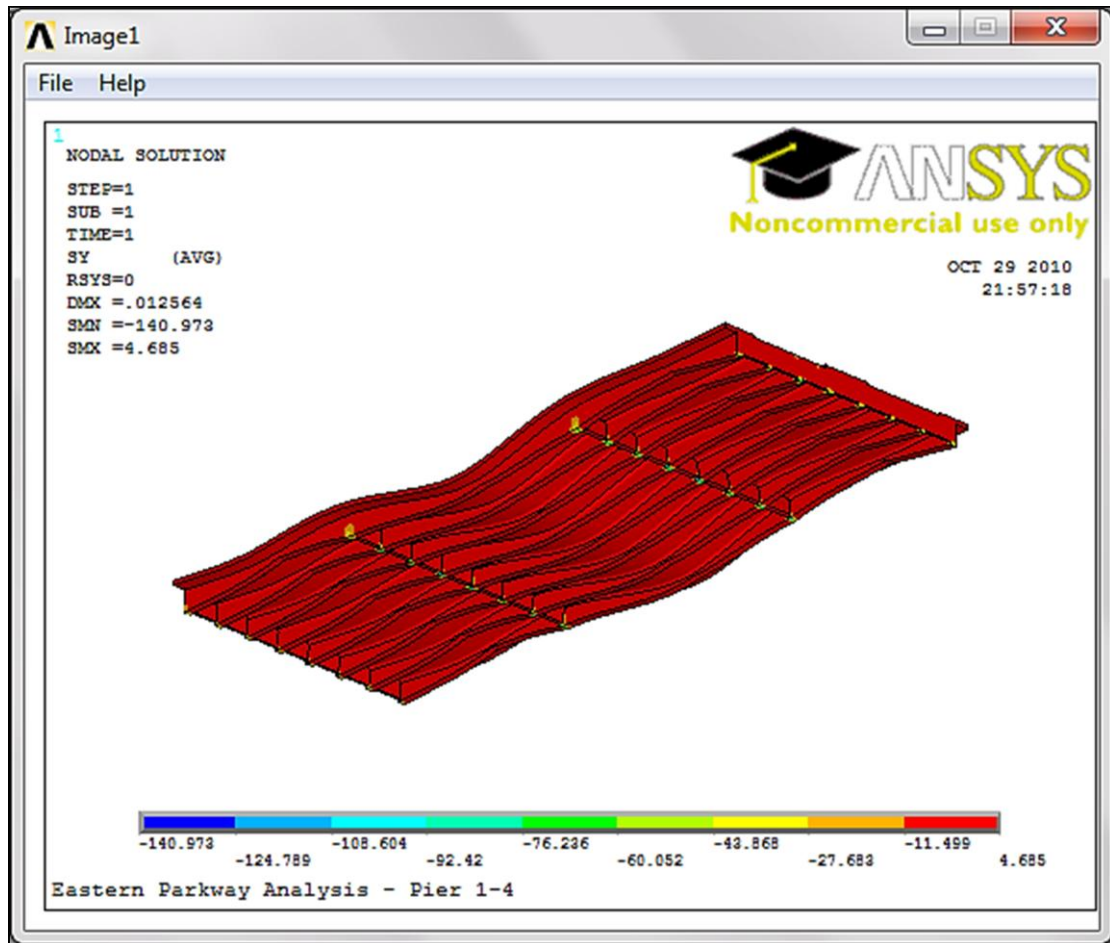 Image1
File Help
1
NODAL SOLUTION
STEP=1
SUB =1
TIME=1
SY (AVG)
RSYS=0
DMX =.012564
SMN =-140.973
SMX =4.685
ANSYS
Noncommercial use only
OCT 29 2010
21:57:18
-140.973 -108.604 -76.236 -43.868 -11.499
-124.789 -92.42 -60.052 -27.683 4.685
Eastern Parkway Analysis - Pier 1-4